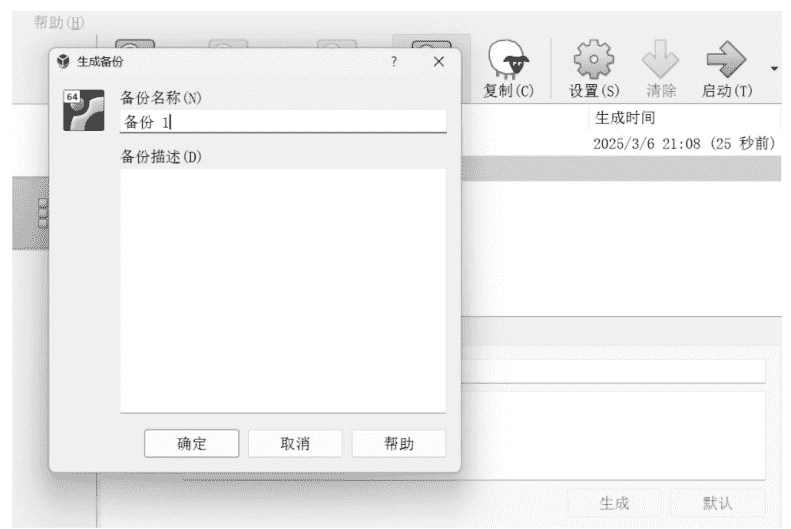 帮助(H)
生成备份
?
64
备份名称(N)
备份 1
备份描述(D)
确定
取消
帮助
复制(C)
设置(S)
清除
启动(T)
生成时间
2025/3/6 21:08 (25 秒前)
生成
默认